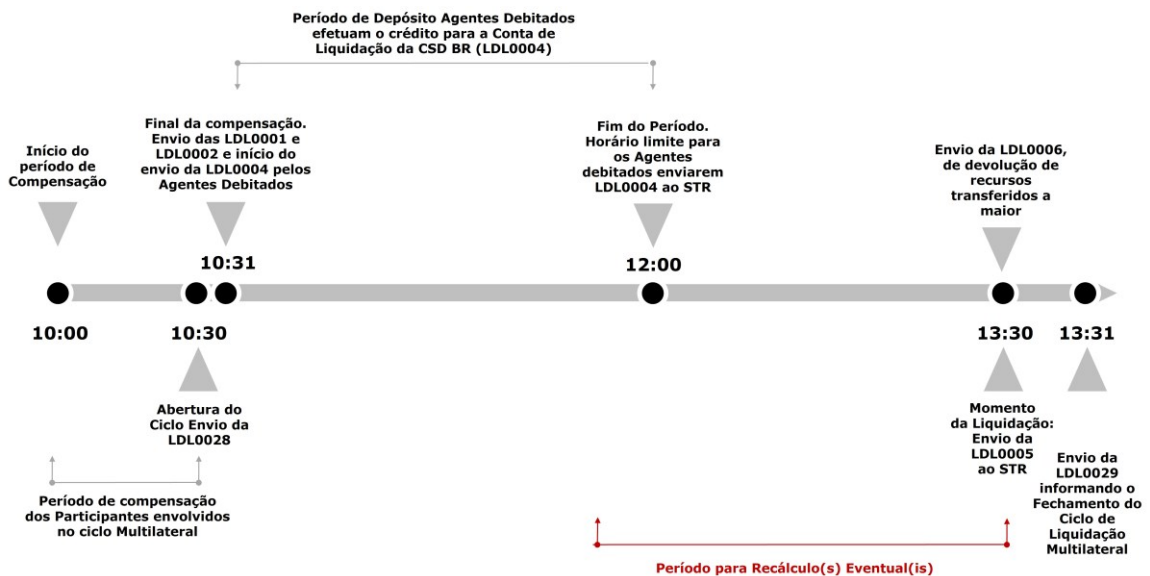 Período de Depósito Agentes Debitados
efetuam o crédito para a Conta de
Liquidação da CSD BR (LDL0004)
Início do
período de
Compensação
Final da compensação.
Envio das LDL0001 e
LDL0002 e início do
envio da LDL0004 pelos
Agentes Debitados
Fim do Período.
Horário limite para
os Agentes
debitados enviarem
LDL0004 ao STR
Envio da LDL0006,
de devolução de
recursos
transferidos a
maior
10:31
12:00
10:00
10:30
13:30
13:31
Abertura do
Ciclo Envio da
LDL0028
Momento
da Liquidação:
Envio da
LDL0005
ao STR
Envio da
LDL0029
informando o
Fechamento do
Ciclo de
Liquidação
Multilateral
Período de compensação
dos Participantes envolvidos
no ciclo Multilateral
Período para Recálculo(s) Eventual(is)